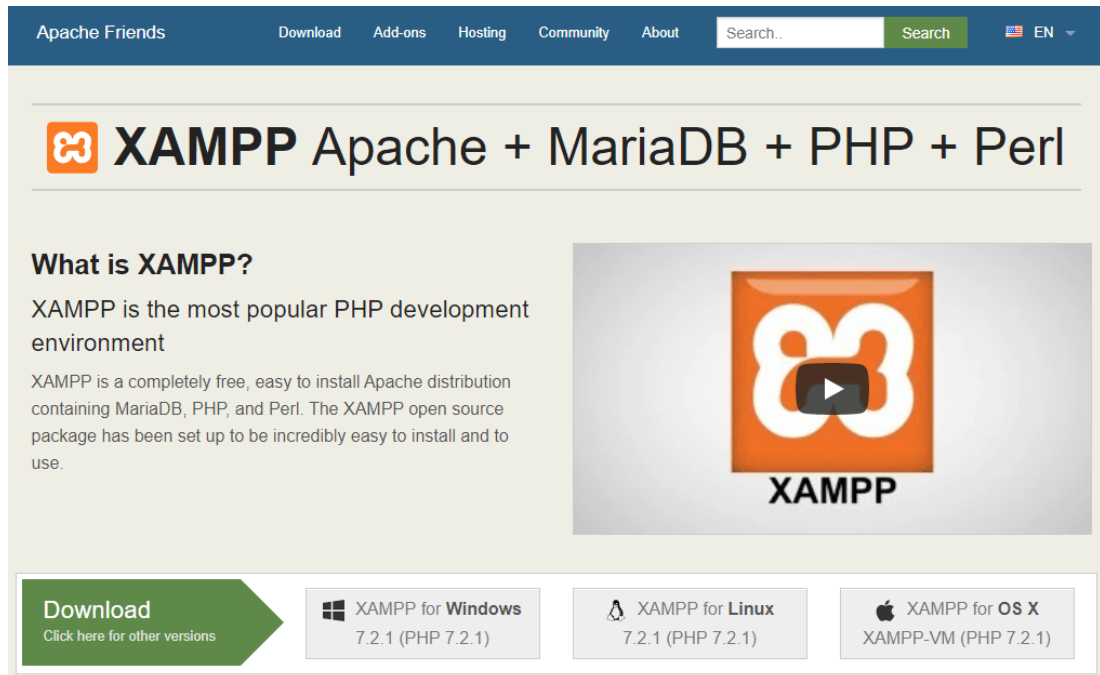 Apache Friends Download Add-ons Hosting Community About Search.. Search EN
XAMPP Apache + MariaDB + PHP + Perl
What is XAMPP?
XAMPP is the most popular PHP development
environment
XAMPP is a completely free, easy to install Apache distribution
containing MariaDB, PHP, and Perl. The XAMPP open source
package has been set up to be incredibly easy to install and to
use.
XAMPP
Download
Click here for other versions
XAMPP for Windows
7.2.1 (PHP 7.2.1)
XAMPP for Linux
7.2.1 (PHP 7.2.1)
XAMPP for OS X
XAMPP-VM (PHP 7.2.1)